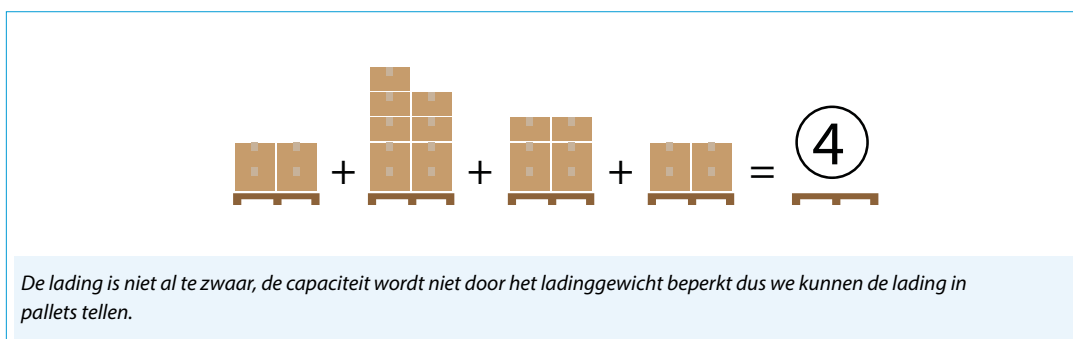 + + + = 4
De lading is niet al te zwaar, de capaciteit wordt niet door het ladinggewicht beperkt dus we kunnen de lading in
pallets tellen.